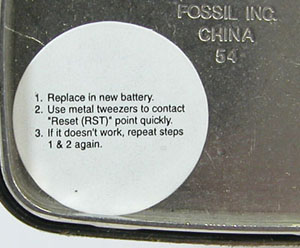 FOSSIL INC.
CHINA
54
1. Replace in new battery.
2. Use metal tweezers to contact
"Reset (RST)" point quickly.
3. If it doesn't work, repeat steps
1 & 2 again.